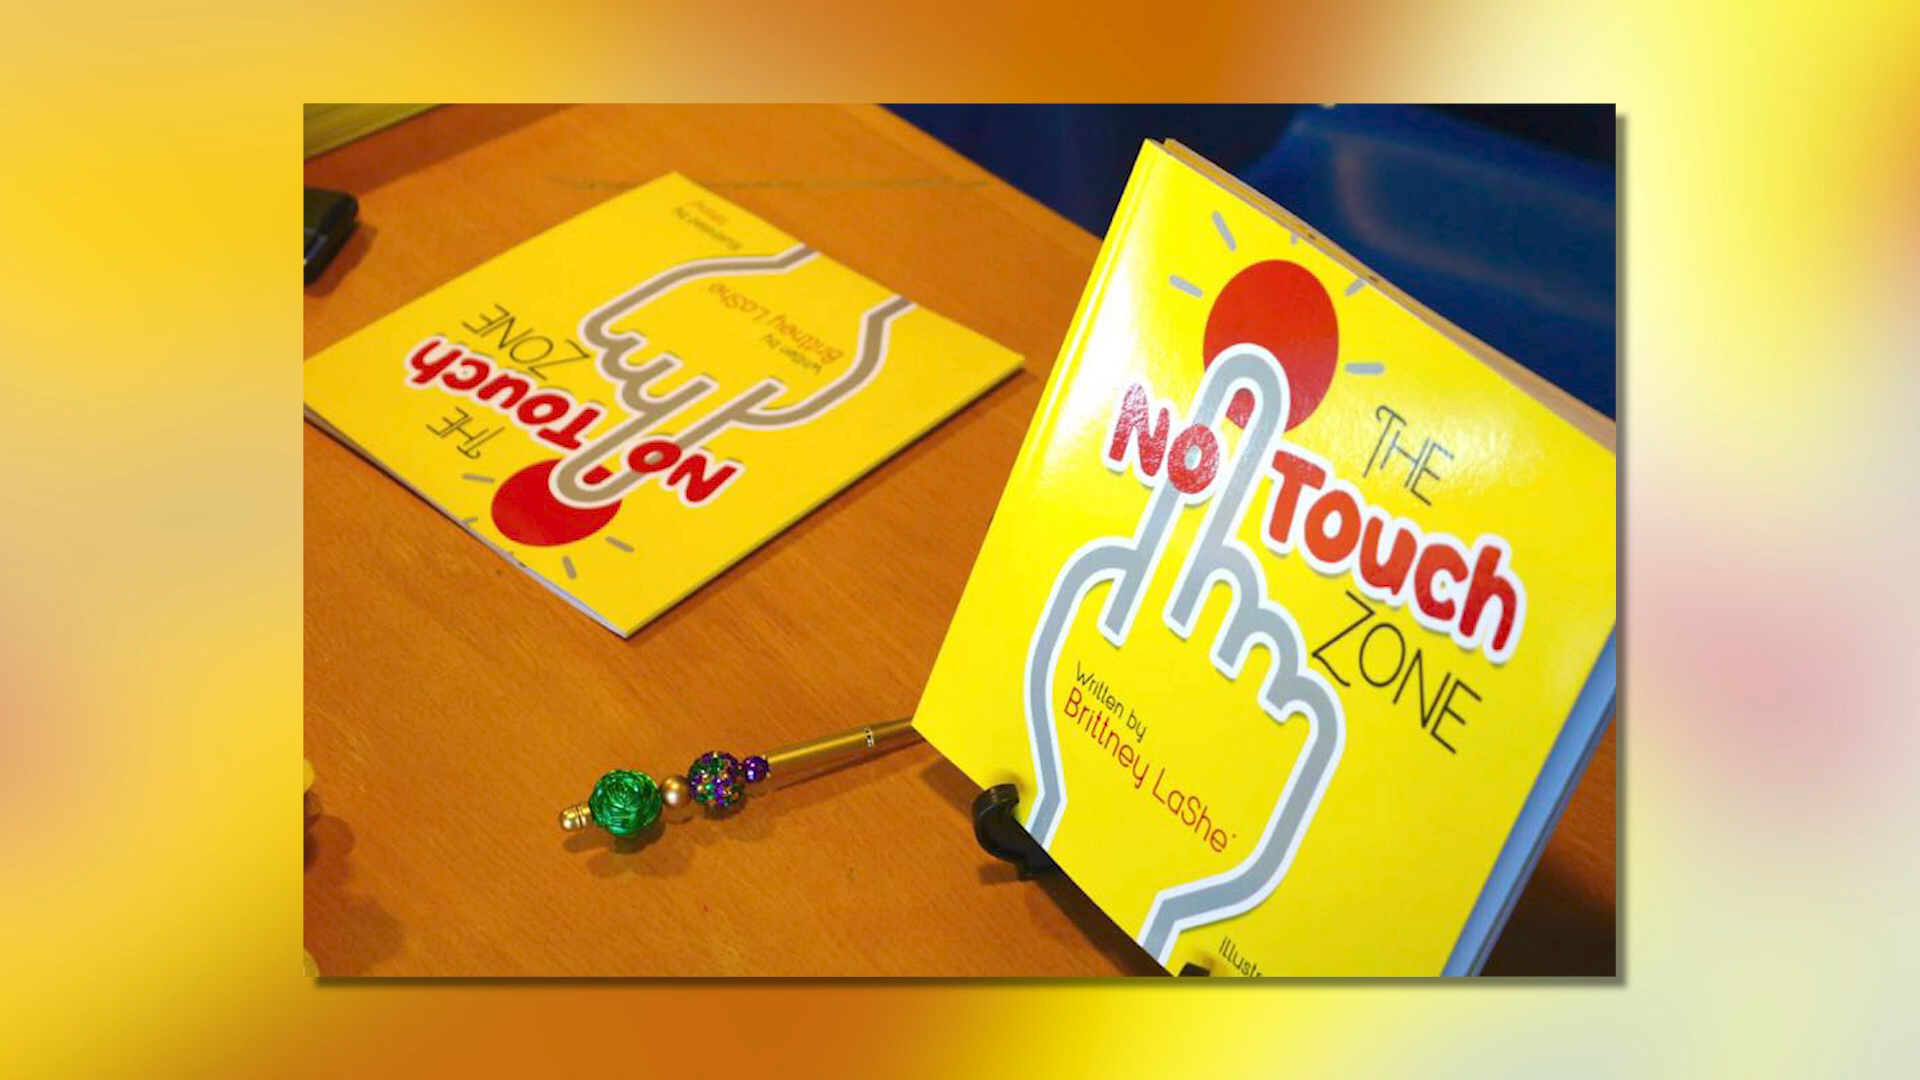 THE
No Touch
ZONE
written by
Brittney LaShe'
THE
No Touch
ZONE
written by
Brittney LaShe'